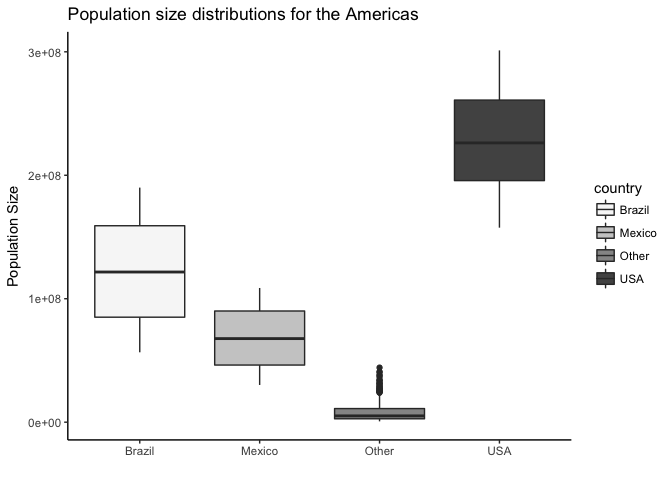 Population size distributions for the Americas
3e+08
2e+08
1e+08
0e+00
Population Size
Brazil
Mexico
Other
USA
country
Brazil
Mexico
Other
USA